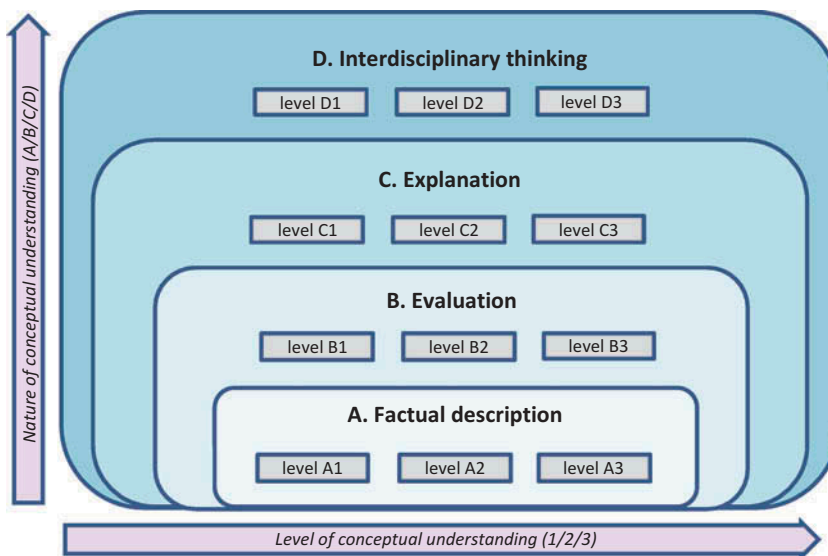 Nature of conceptual understanding (A/B/C/D)
D. Interdisciplinary thinking
level D1
level D2
level D3
C. Explanation
level C1
level C2
level C3
B. Evaluation
level B1
level B2
level B3
A. Factual description
level A1
level A2
level A3
Level of conceptual understanding (1/2/3)